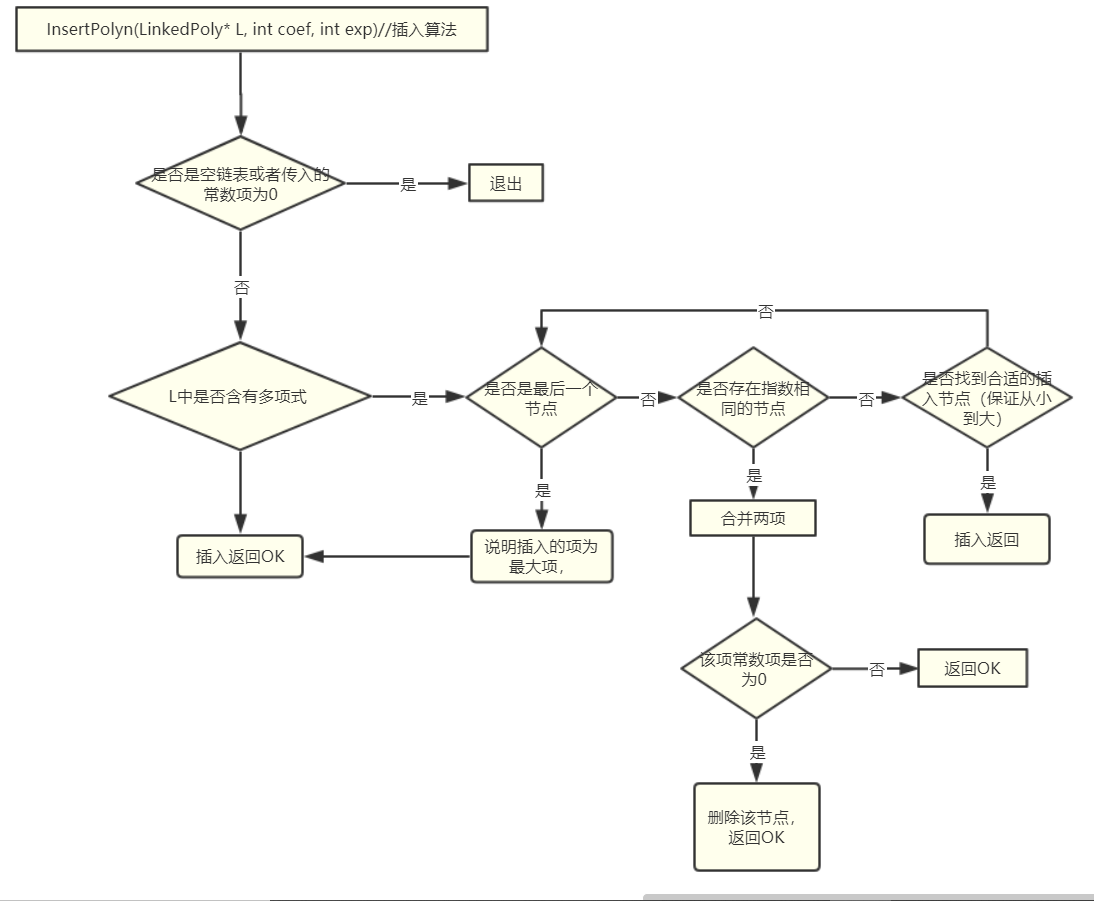 InsertPolyn(LinkedPoly* L, int coef, int exp)//插入算法
是否是空链表或者传入的
常数项为0
是
退出
否
否
L中是否含有多项式
是
是否是最后一个
节点
否
是否存在指数相
同的节点
否
是否找到合适的插
入节点（保证从小
到大）
是
是
是
合并两项
插入返回OK
说明插入的项为
最大项，
插入返回
该项常数项是否
为0
否
返回OK
是
删除该节点，
返回OK